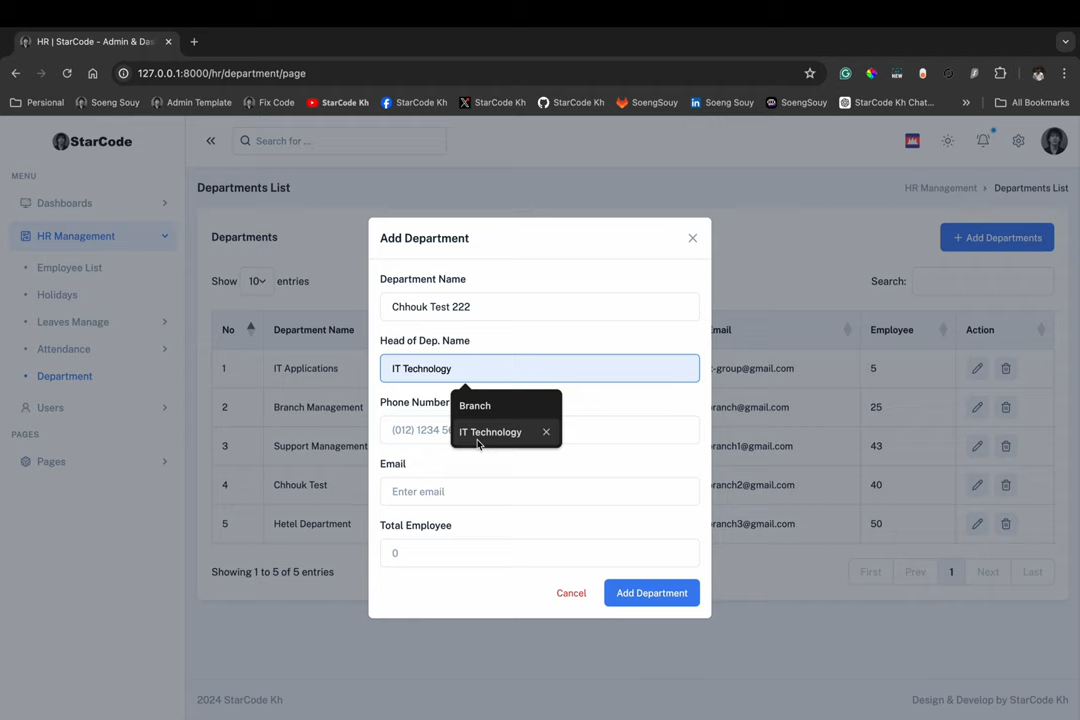 HR | StarCode - Admin & Das
127.0.0.1:8000/hr/department/page
NEW
Personal
Soeng Souy
Admin Template
Fix Code
StarCode Kh
StarCode Kh
StarCode Kh
StarCode Kh
SoengSouy
Soeng Souy
SoengSouy
StarCode Kh Chat...
All Bookmarks
StarCode
Search for ...
MENU
Dashboards
HR Management
Employee List
Holidays
Leaves Manage
Attendance
Department
Users
PAGES
Pages
Departments List
HR Management
Departments List
Departments
Add Departments
Show 10 entries
Search:
No Department Name Email Employee Action
1 IT Applications t-group@gmail.com 5
2 Branch Management ranch@gmail.com 25
3 Support Management ranch1@gmail.com 43
4 Chhouk Test ranch2@gmail.com 40
5 Hetel Department ranch3@gmail.com 50
Showing 1 to 5 of 5 entries
First Prev 1 Next Last
Add Department
Department Name
Chhouk Test 222
Head of Dep. Name
IT Technology
Branch
IT Technology
Phone Number
(012) 1234 56
Email
Enter email
Total Employee
0
Cancel
Add Department
2024 StarCode Kh
Design & Develop by StarCode Kh